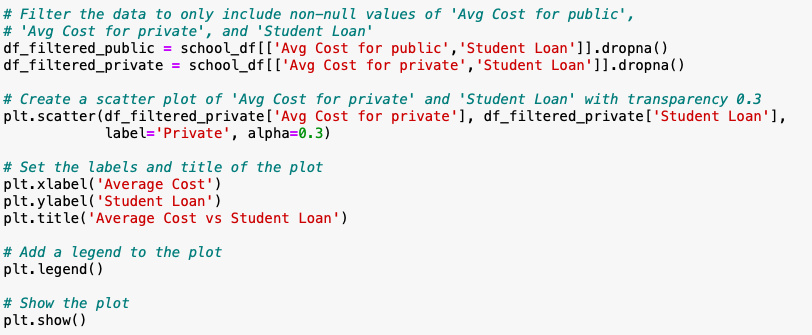 # Filter the data to only include non-null values of 'Avg Cost for public',
# 'Avg Cost for private', and 'Student Loan'
df_filtered_public = school_df[['Avg Cost for public','Student Loan']].dropna()
df_filtered_private = school_df[['Avg Cost for private','Student Loan']].dropna()

# Create a scatter plot of 'Avg Cost for private' and 'Student Loan' with transparency 0.3
plt.scatter(df_filtered_private['Avg Cost for private'], df_filtered_private['Student Loan'],
            label='Private', alpha=0.3)

# Set the labels and title of the plot
plt.xlabel('Average Cost')
plt.ylabel('Student Loan')
plt.title('Average Cost vs Student Loan')

# Add a legend to the plot
plt.legend()

# Show the plot
plt.show()